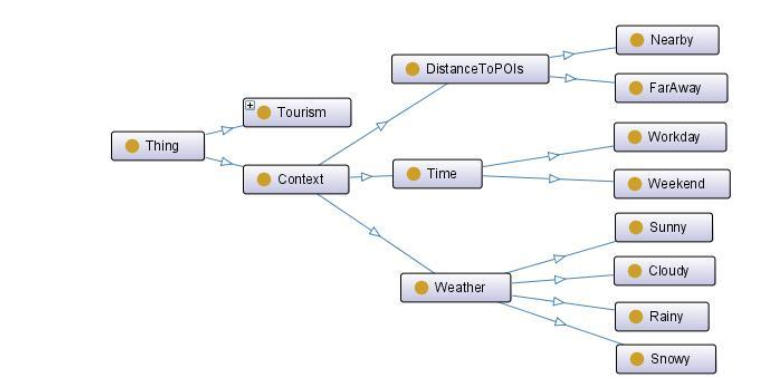 Thing
Tourism
Context
DistanceToPOIs
Time
Weather
Nearby
FarAway
Workday
Weekend
Sunny
Cloudy
Rainy
Snowy